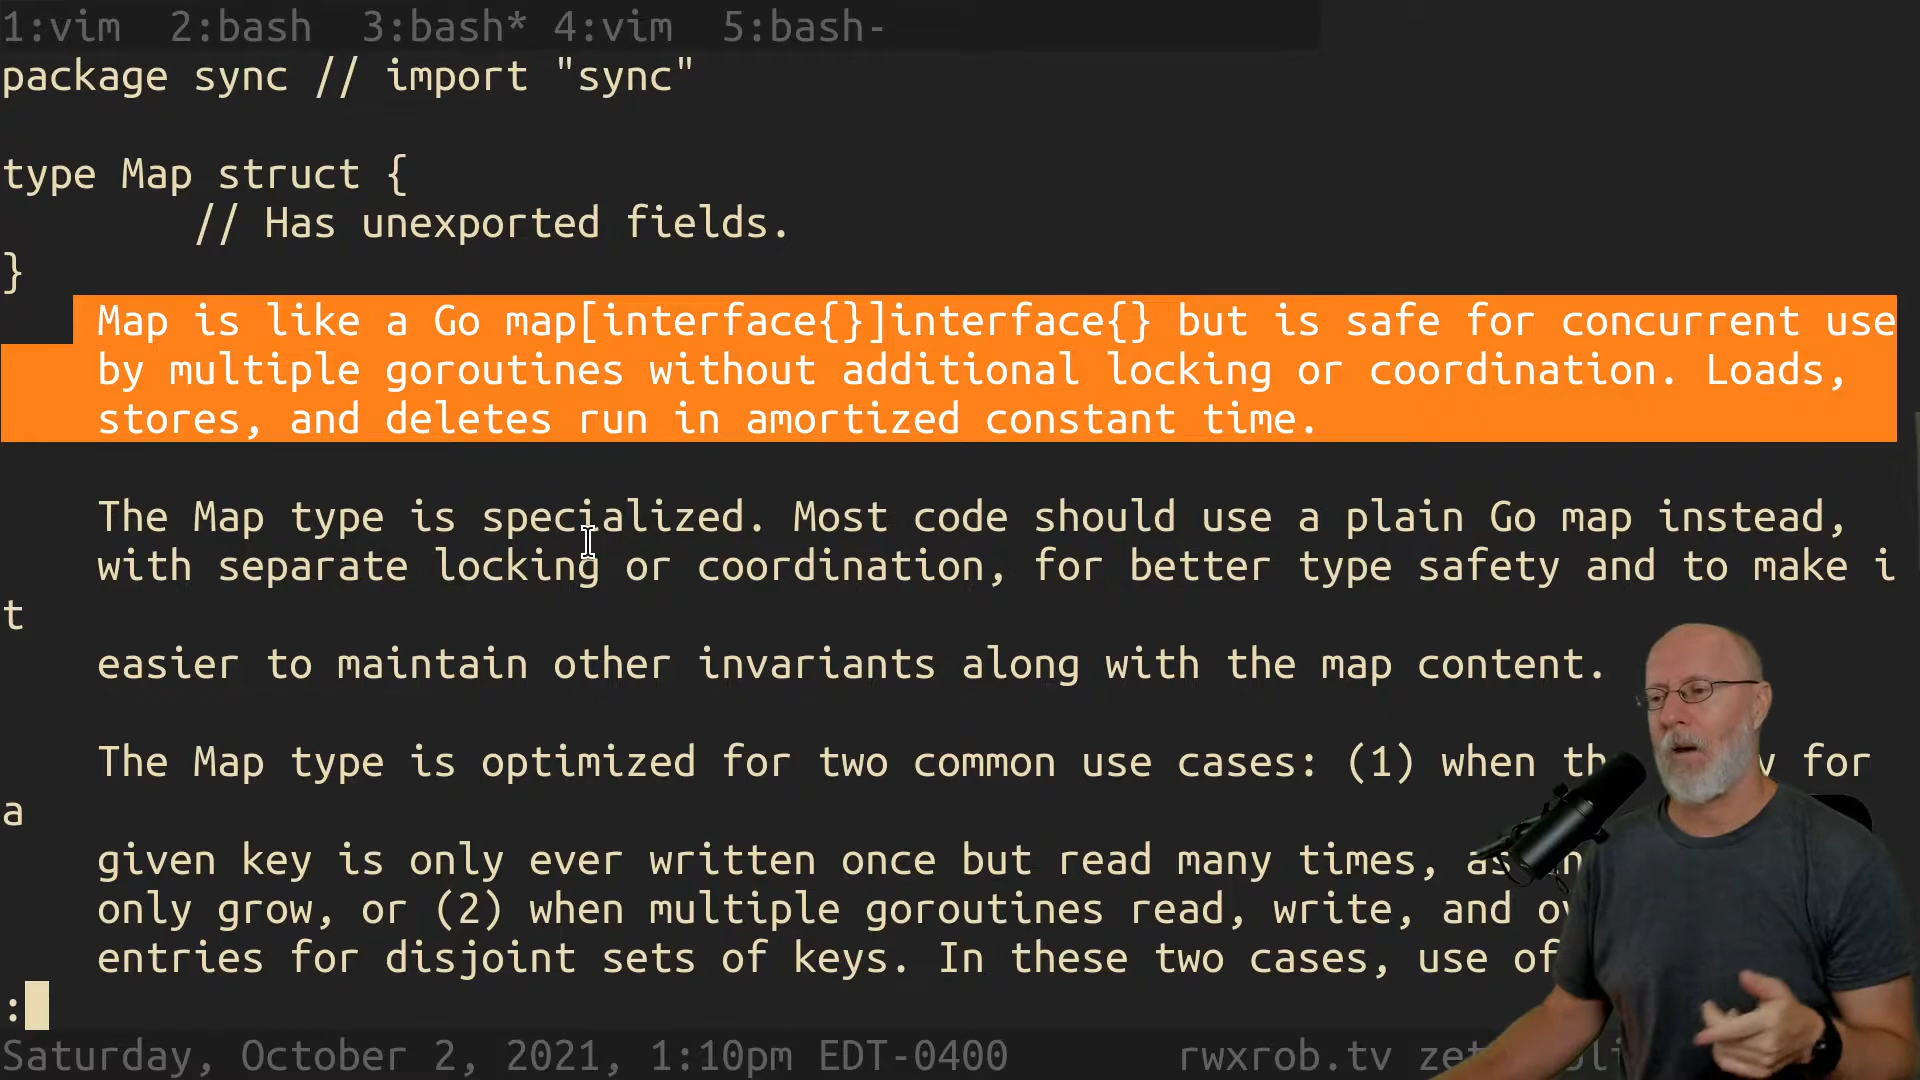 1:vim 2:bash 3:bash* 4:vim 5:bash-
package sync // import "sync"
type Map struct {
// Has unexported fields.
}
Map is like a Go map[interface{}]interface{} but is safe for concurrent use
by multiple goroutines without additional locking or coordination. Loads,
stores, and deletes run in amortized constant time.
The Map type is specialized. Most code should use a plain Go map instead,
with separate locking or coordination, for better type safety and to make i
t
easier to maintain other invariants along with the map content.
The Map type is optimized for two common use cases: (1) when for
a
given key is only ever written once but read many times,
only grow, or (2) when multiple goroutines read, write, and
entries for disjoint sets of keys. In these two cases, use of
:
Saturday, October 2, 2021, 1:10pm EDT-0400 rwxrob.tv